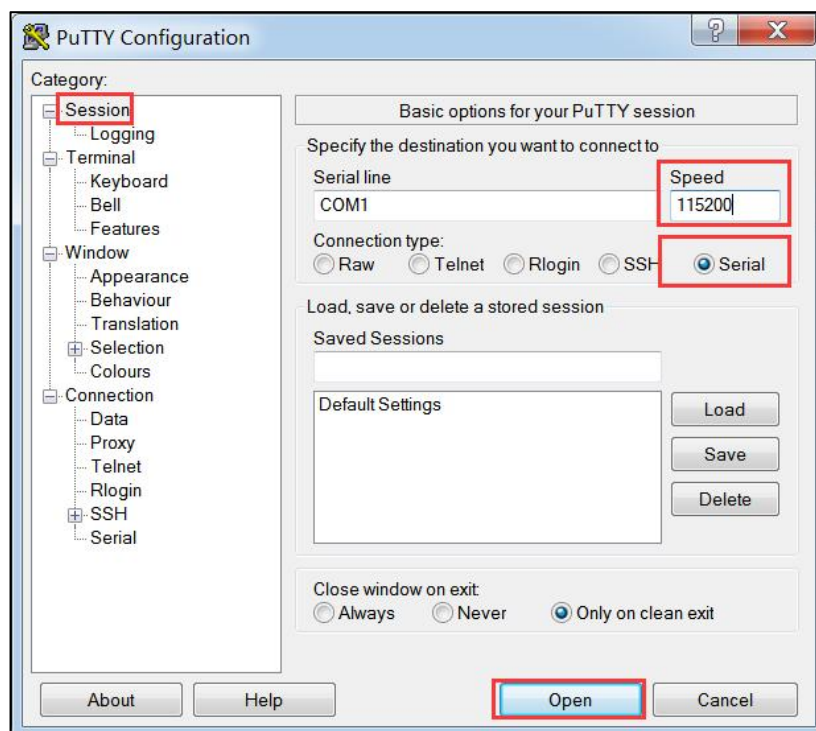 PuTTY Configuration
Category:
Session
Logging
Terminal
Keyboard
Bell
Features
Window
Appearance
Behaviour
Translation
Selection
Colours
Connection
Data
Proxy
Telnet
Rlogin
SSH
Serial
Basic options for your PuTTY session
Specify the destination you want to connect to
Serial line Speed
COM1 115200
Connection type:
Raw Telnet Rlogin SSH Serial
Load, save or delete a stored session
Saved Sessions
Default Settings
Load
Save
Delete
Close window on exit:
Always Never Only on clean exit
About Help Open Cancel